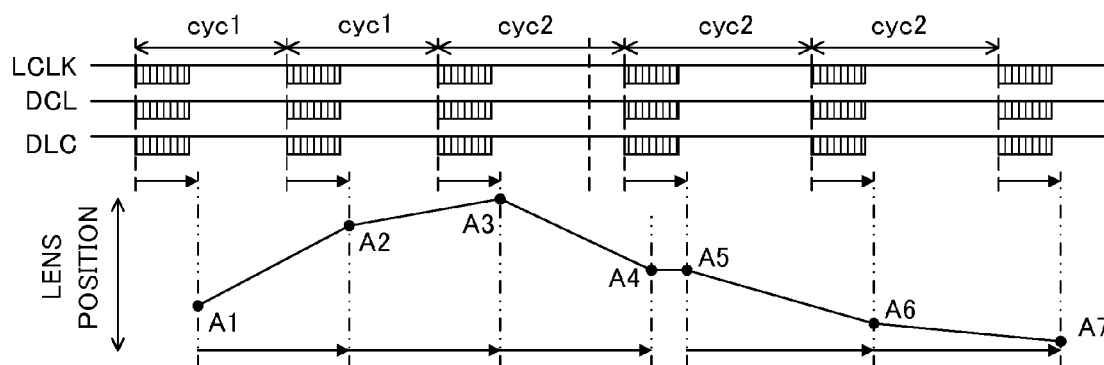 cyc1 cyc1 cyc2 cyc2 cyc2
LCLK
DCL
DLC
LENS
POSITION
A1
A2
A3
A4
A5
A6
A7